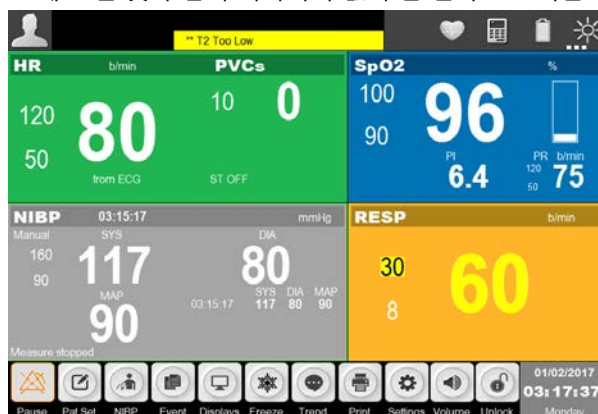 ** T2 Too Low
HR b/min PVCs
120
50
80
from ECG
10
0
ST OFF
SpO2 %
100
90
96
PI
6.4
PR b/min
120
50
75
NIBP 03:15:17 mmHg
Manual SYS DIA
160
90
117
80
MAP
90
SYS DIA MAP
03:15:17 117 80 90
Measure stopped
RESP b/min
30
8
60
Pause Pat Set NIBP Event Displays Freeze Trend Print Settings Volume Unlock
01/02/2017
03:17:37
Monday